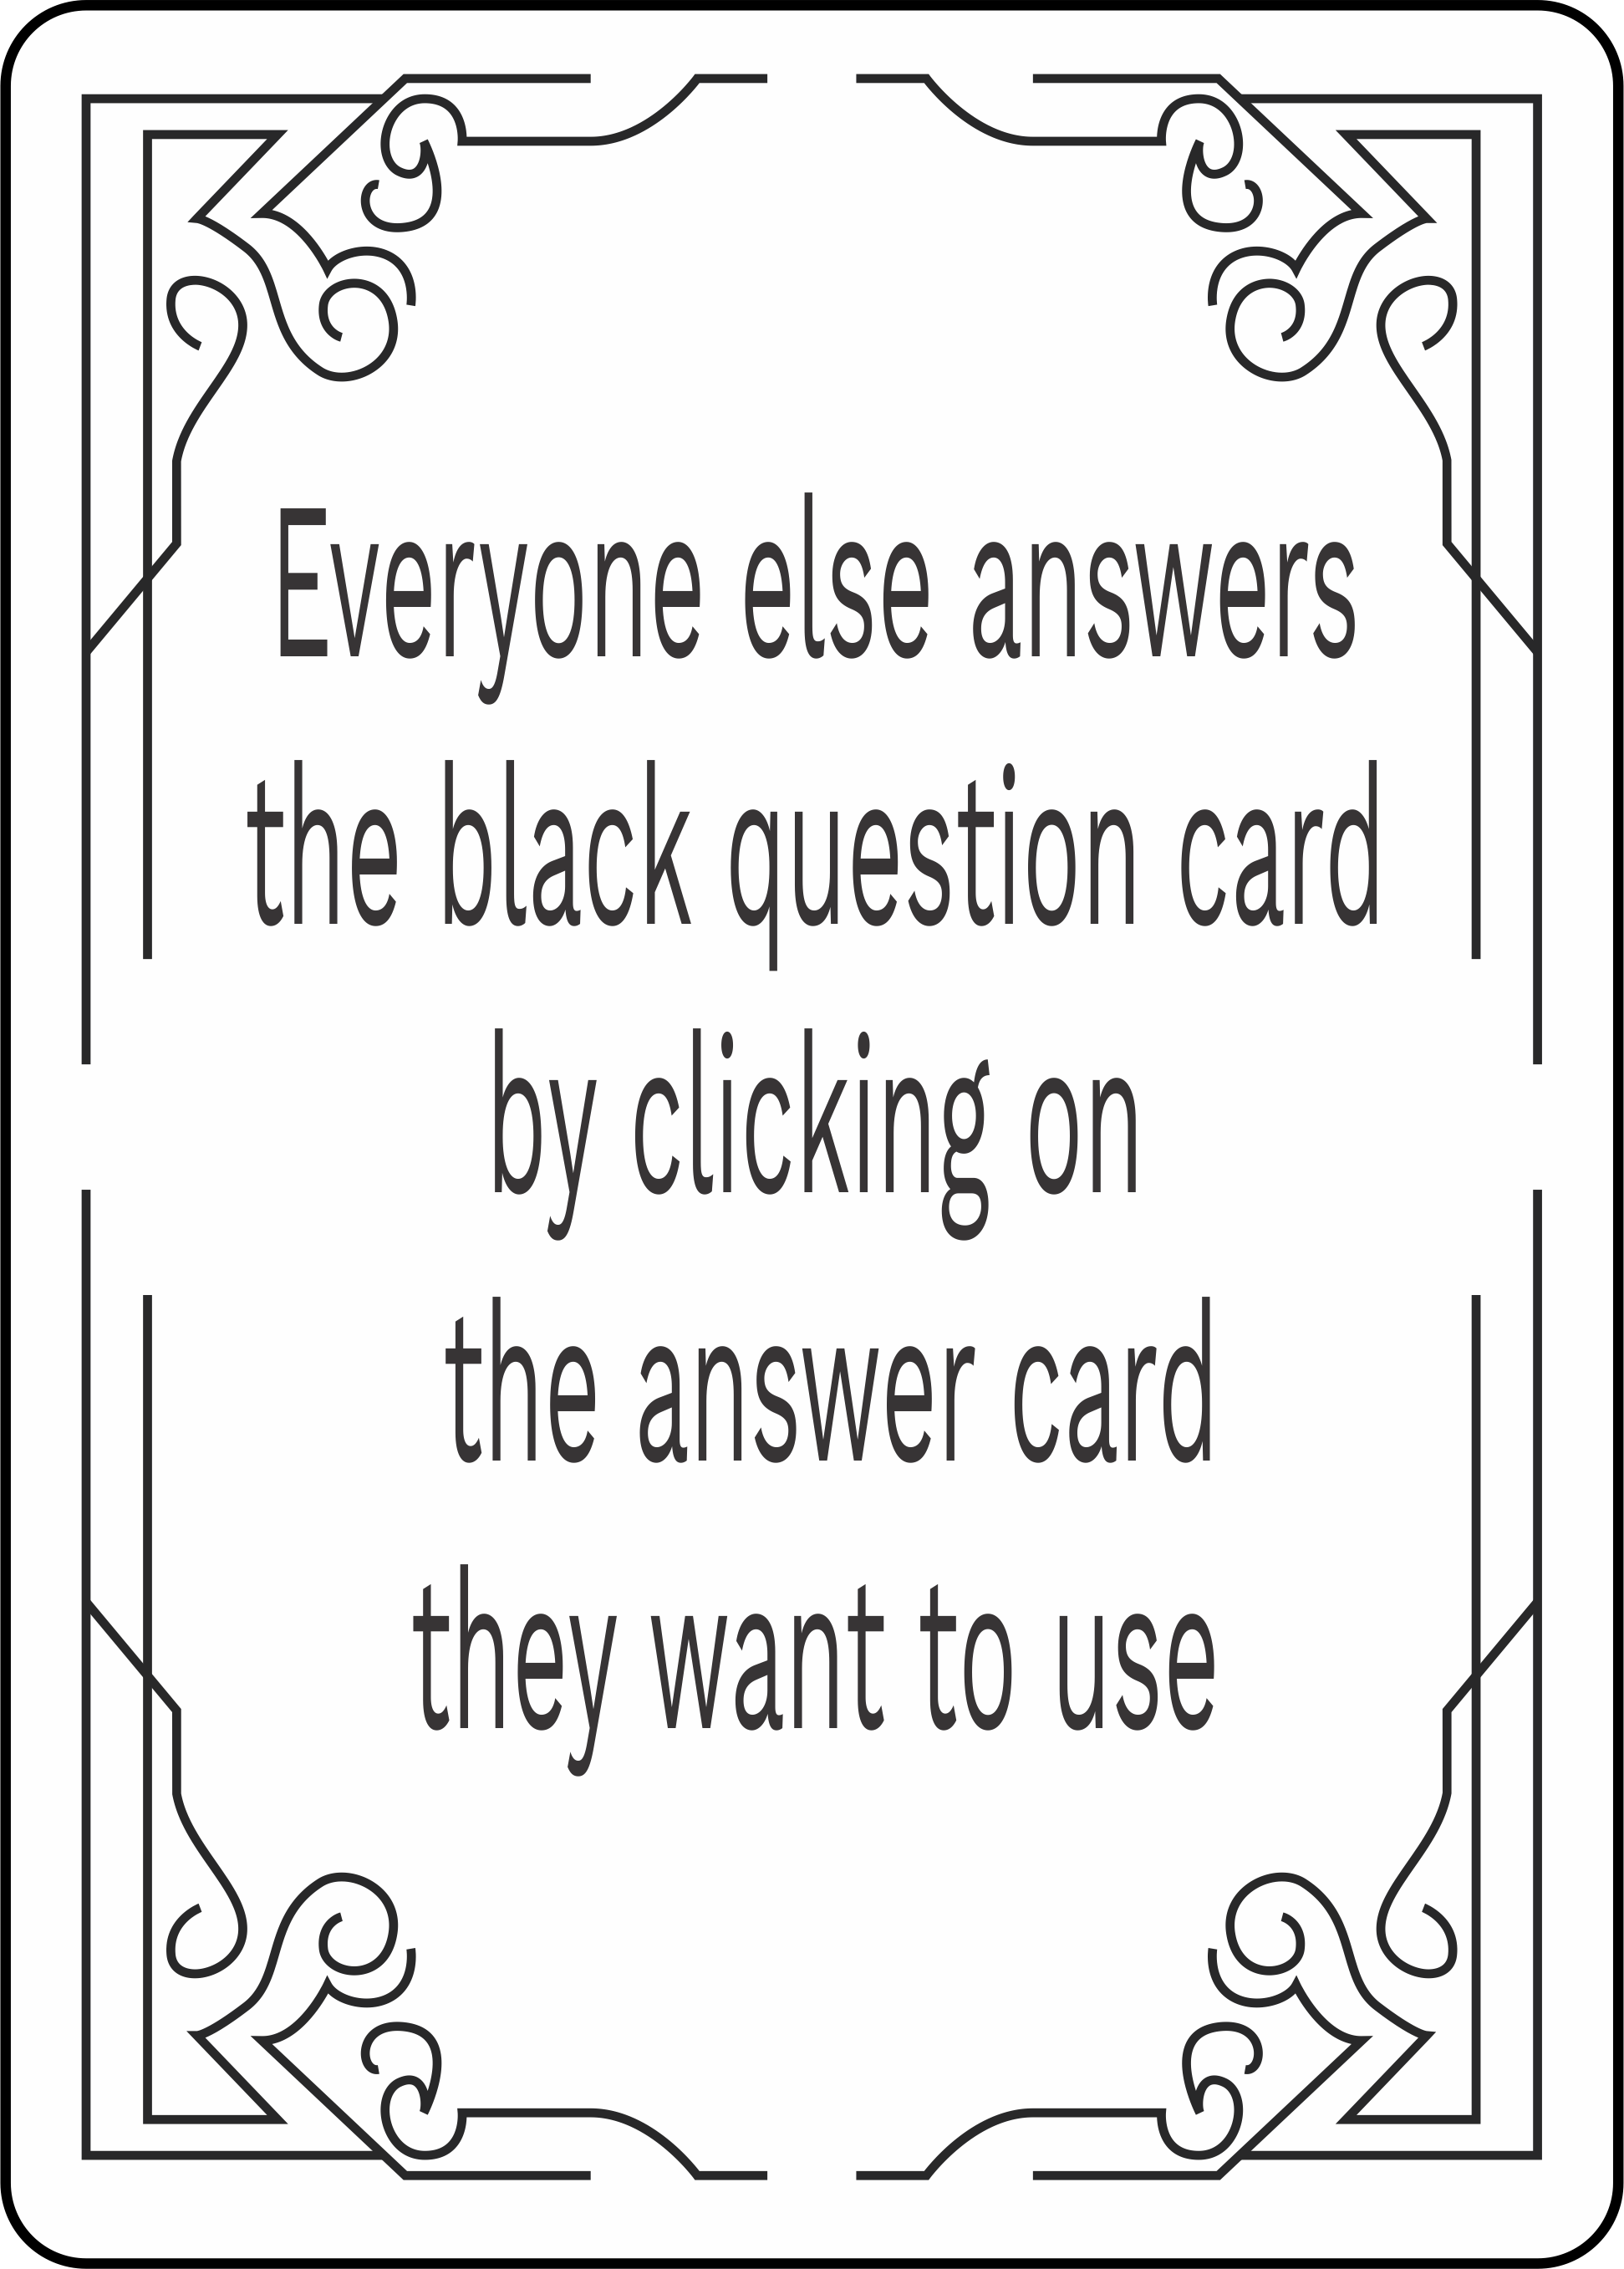 Everyone else answers
the black question card
by clicking on
the answer card
they want to use